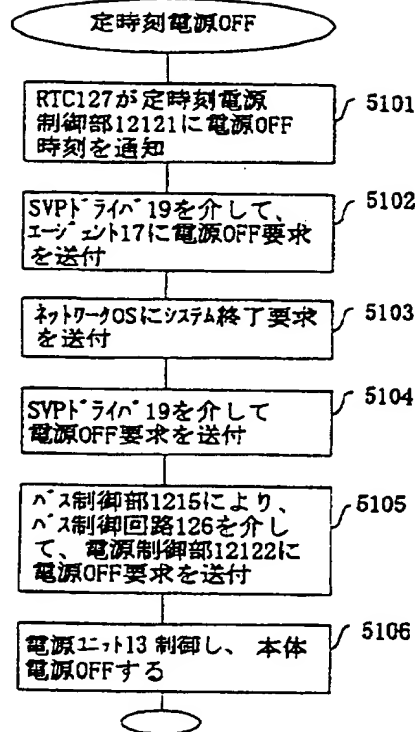 定時刻電源OFF
RTC127が定時刻電源
制御部12121に電源OFF
時刻を通知
5101
SVPドライバ19を介して、
エージェント17に電源OFF要求
を送付
5102
ネットワークOSにシステム終了要求
を送付
5103
SVPドライバ19を介して
電源OFF要求を送付
5104
バス制御部1215により、
バス制御回路126を介し
て、電源制御部12122に
電源OFF要求を送付
5105
電源ユニット13制御し、本体
電源OFFする
5106